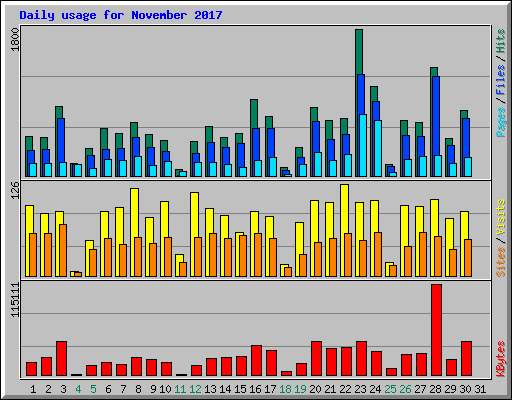 Daily usage for November 2017
1800
Pages / Files / Hits
126
Sites / Visits
115111
KBytes
1 2 3 4 5 6 7 8 9 10 11 12 13 14 15 16 17 18 19 20 21 22 23 24 25 26 27 28 29 30 31